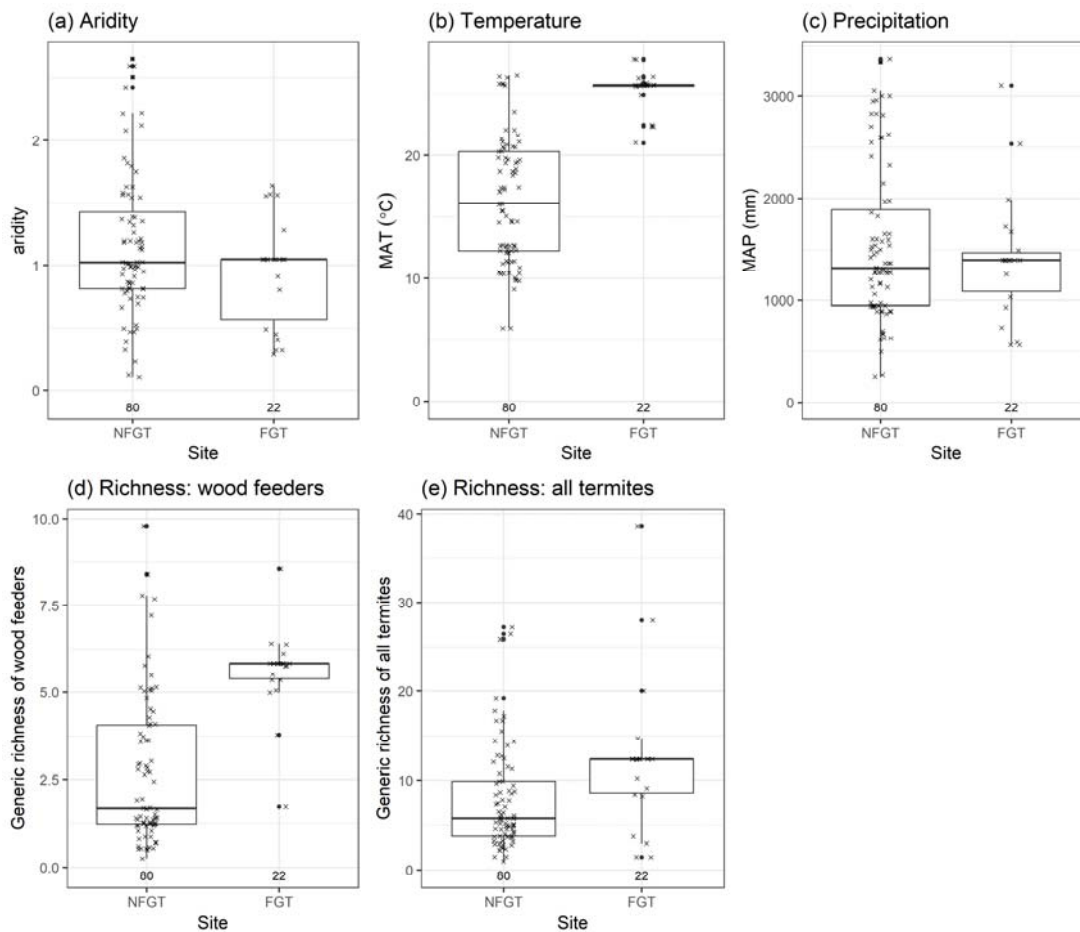 (a) Aridity
aridity
2
1
0
80
22
NFGT
FGT
Site
(b) Temperature
MAT (°C)
20
10
0
80
22
NFGT
FGT
Site
(c) Precipitation
MAP (mm)
3000
2000
1000
0
80
22
NFGT
FGT
Site
(d) Richness: wood feeders
Generic richness of wood feeders
10.0
7.5
5.0
2.5
0.0
80
22
NFGT
FGT
Site
(e) Richness: all termites
Generic richness of all termites
40
30
20
10
0
80
22
NFGT
FGT
Site